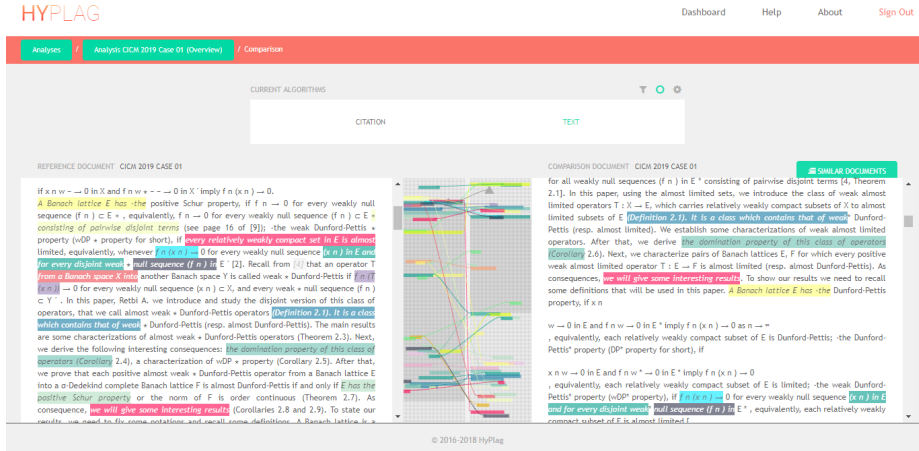 HYPLAG
Dashboard
Help
About
Sign Out
Analyses
/
Analysis CICM 2019 Case 01 (Overview)
/ Comparison
CURRENT ALGORITHMS
CITATION
TEXT
REFERENCE DOCUMENT CICM 2019 CASE 01
if x n w − → 0 in X and f n w ∗ − → 0 in X ´ imply f n (x n ) → 0.
A Banach lattice E has -the positive Schur property, if f n → 0 for every weakly null
sequence (f n ) ⊂ E + , equivalently, f n → 0 for every weakly null sequence (f n ) ⊂ E +
consisting of pairwise disjoint terms (see page 16 of [9]); -the weak Dunford-Pettis ∗
property (wDP ∗ property for short), if every relatively weakly compact set in E is almost
limited, equivalently, whenever f n (x n ) → 0 for every weakly null sequence (x n ) in E and
for every disjoint weak ∗ null sequence (f n ) in E ´ [2]. Recall from [4] that an operator T
from a Banach space X into another Banach space Y is called weak ∗ Dunford-Pettis if f n (T
(x n )) → 0 for every weakly null sequence (x n ) ⊂ X, and every weak ∗ null sequence (f n )
⊂ Y ´ . In this paper, Retbi A. we introduce and study the disjoint version of this class of
operators, that we call almost weak ∗ Dunford-Pettis operators (Definition 2.1). It is a class
which contains that of weak ∗ Dunford-Pettis (resp. almost Dunford-Pettis). The main results
are some characterizations of almost weak ∗ Dunford-Pettis operators (Theorem 2.3). Next,
we derive the following interesting consequences: the domination property of this class of
operators (Corollary 2.4), a characterization of wDP ∗ property (Corollary 2.5). After that,
we prove that each positive almost weak ∗ Dunford-Pettis operator from a Banach lattice E
into a σ-Dedekind complete Banach lattice F is almost Dunford-Pettis if and only if E has the
positive Schur property or the norm of F is order continuous (Theorem 2.7). As
consequence, we will give some interesting results (Corollaries 2.8 and 2.9). To state our
results, we need to fix some notations and recall some definitions. A Banach lattice is a
COMPARISON DOCUMENT CICM 2019 CASE 01
SIMILAR DOCUMENTS
for all weakly null sequences (f n ) in E * consisting of pairwise disjoint terms [4, Theorem
2.1]. In this paper, using the almost limited sets, we introduce the class of weak almost
limited operators T : X → E, which carries relatively weakly compact subsets of X to almost
limited subsets of E (Definition 2.1). It is a class which contains that of weak* Dunford-
Pettis (resp. almost limited). We establish some characterizations of weak almost limited
operators. After that, we derive the domination property of this class of operators
(Corollary 2.6). Next, we characterize pairs of Banach lattices E, F for which every positive
weak almost limited operator T : E → F is almost limited (resp. almost Dunford-Pettis). As
consequences, we will give some interesting results. To show our results we need to recall
some definitions that will be used in this paper. A Banach lattice E has -the Dunford-Pettis
property, if x n
w → 0 in E and f n w → 0 in E * imply f n (x n ) → 0 as n → ∞
, equivalently, each relatively weakly compact subset of E is Dunford-Pettis; -the Dunford-
Pettis* property (DP* property for short), if
x n w → 0 in E and f n w * → 0 in E * imply f n (x n ) → 0
, equivalently, each relatively weakly compact subset of E is limited; -the weak Dunford-
Pettis* property (wDP* property), if f n (x n ) → 0 for every weakly null sequence (x n ) in E
and for every disjoint weak* null sequence (f n ) in E * , equivalently, each relatively weakly
compact subset of E is almost limited [
© 2016-2018 HyPlag